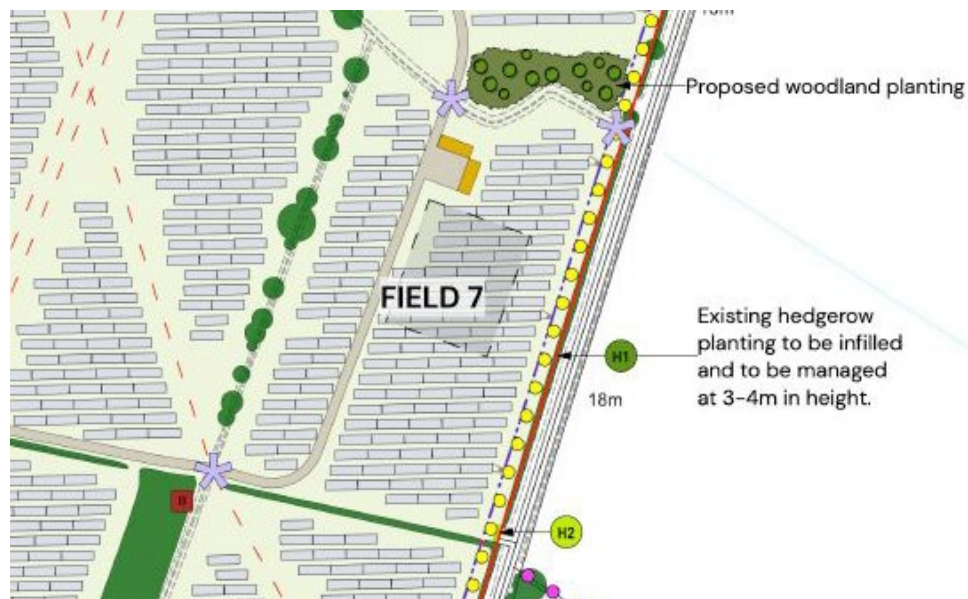 Proposed woodland planting
FIELD 7
Existing hedgerow
planting to be infilled
and to be managed
at 3-4m in height.
H1
18m
B
H2